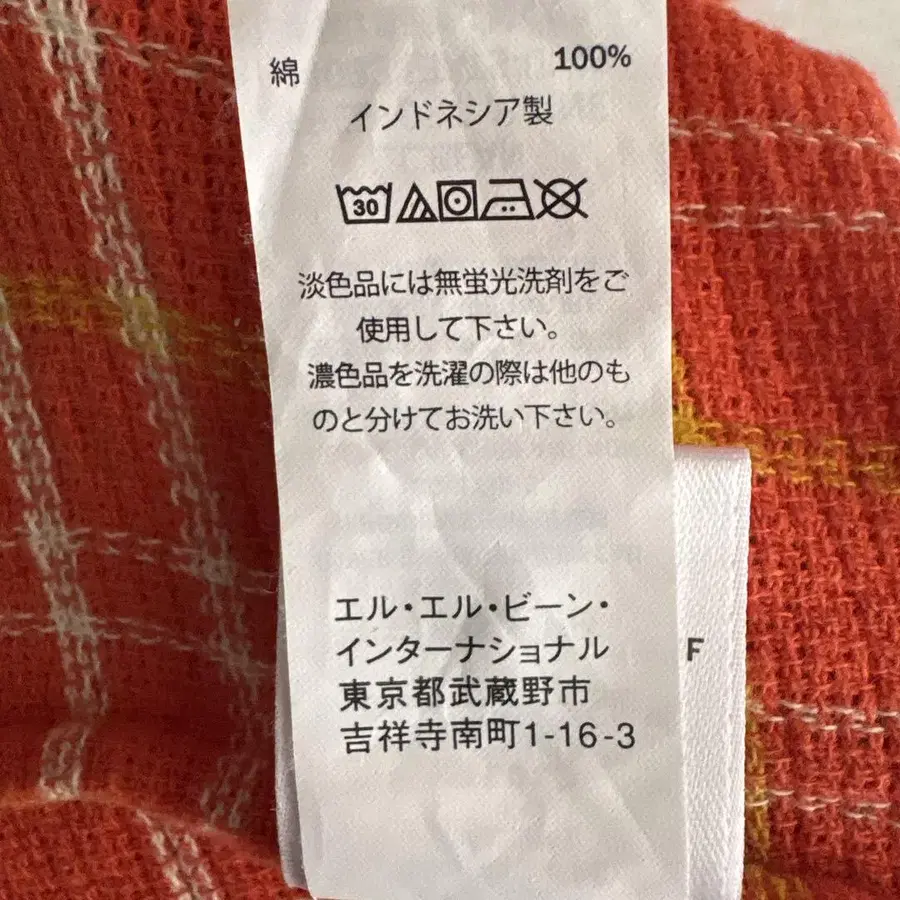 綿 100%
インドネシア製
30
淡色品には無蛍光洗剤をご
使用して下さい。
濃色品を洗濯の際は他のも
のと分けてお洗い下さい。
エル・エル・ビーン・
インターナショナル
東京都武蔵野市
吉祥寺南町1-16-3
F